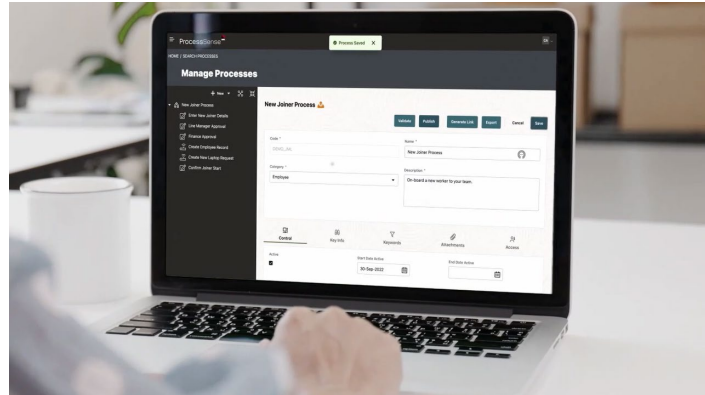 ProcessSense
Process Saved X
HOME | SEARCH PROCESSES
Manage Processes
+ New
New Joiner Process
Enter New Joiner Details
Line Manager Approval
Finance Approval
Create Employee Record
Create New Laptop Request
Confirm Joiner Start
New Joiner Process
Validate Publish Generate Link Export Cancel Save
Code *
Name *
New Joiner Process
Category *
Employee
Description *
On-board a new worker to your team.
Control Key Info Keywords Attachments Access
Active
Start Date Active
30-Sep-2022
End Date Active